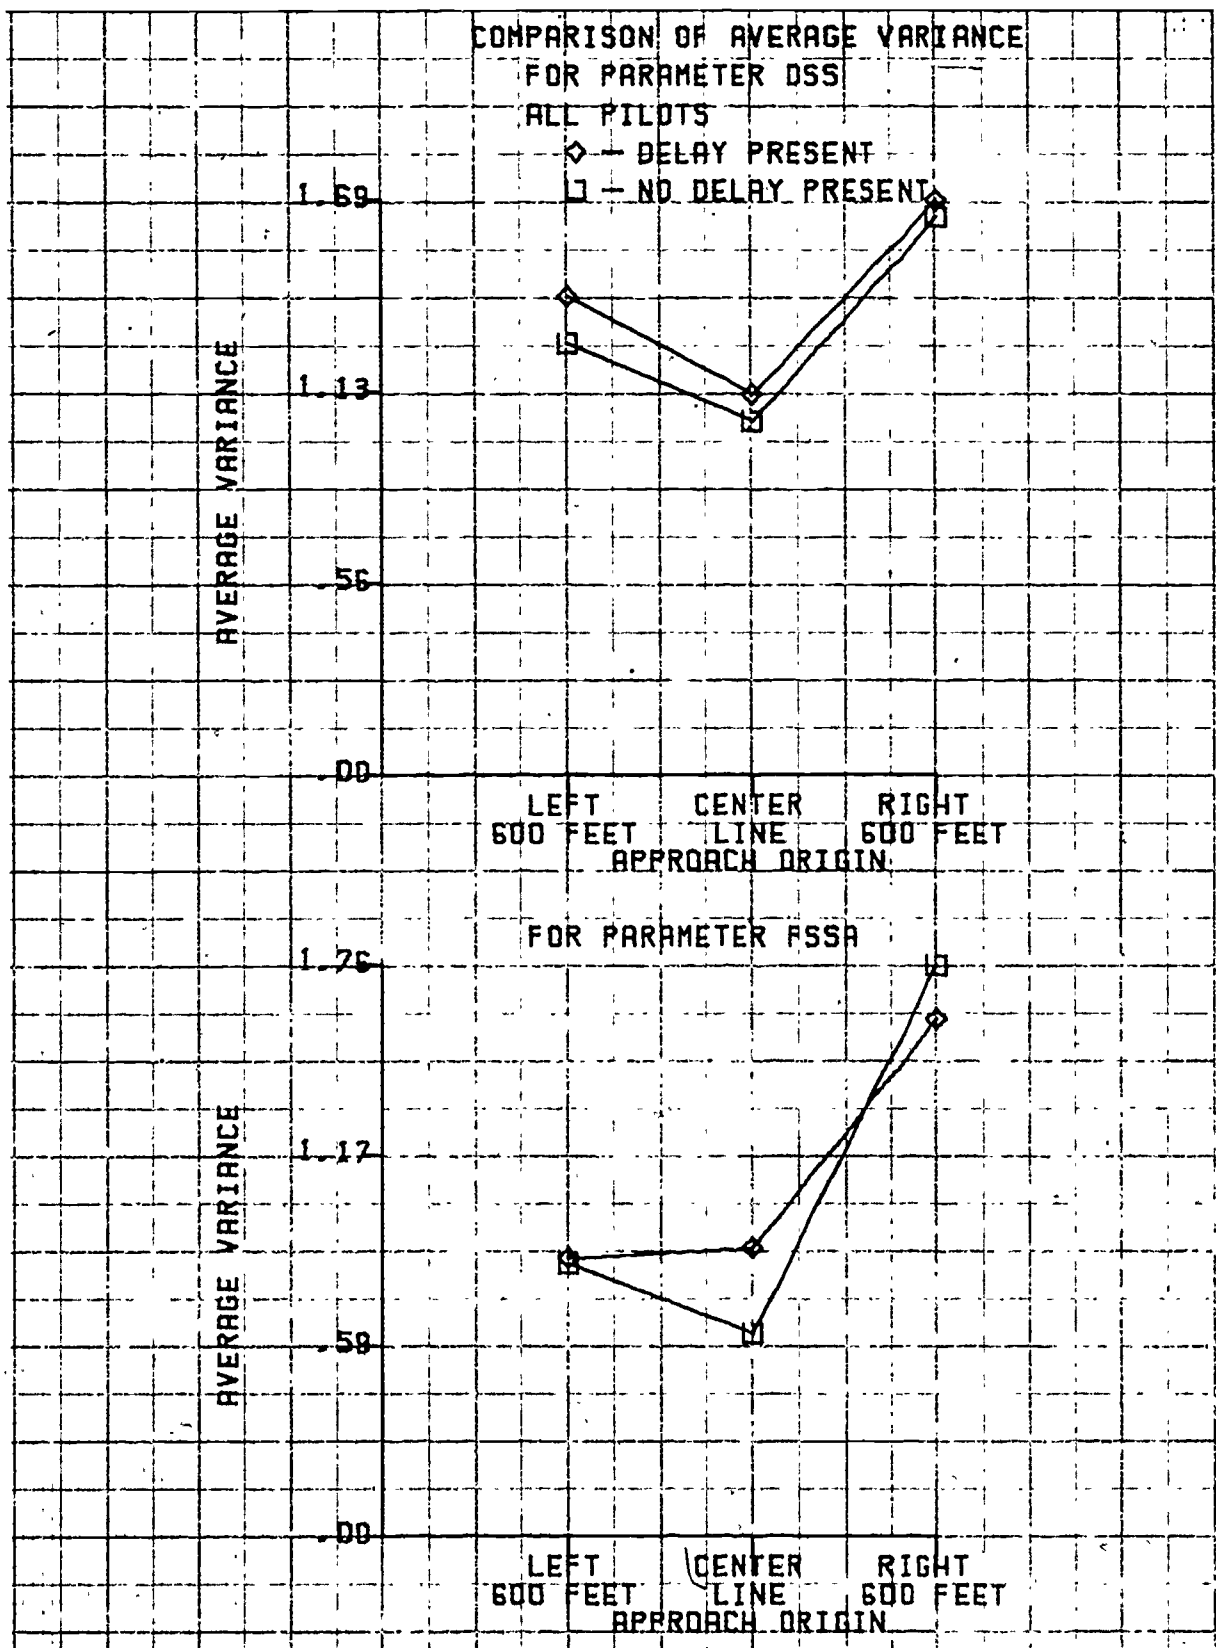 COMPARISON OF AVERAGE VARIANCE
FOR PARAMETER DSS
ALL PILOTS
◇ — DELAY PRESENT
□ — NO DELAY PRESENT
1.69
1.13
.56
.00
AVERAGE VARIANCE
LEFT CENTER RIGHT
600 FEET LINE 600 FEET
APPROACH ORIGIN
FOR PARAMETER ASSA
1.76
1.17
.59
.00
AVERAGE VARIANCE
LEFT CENTER RIGHT
600 FEET LINE 600 FEET
APPROACH ORIGIN